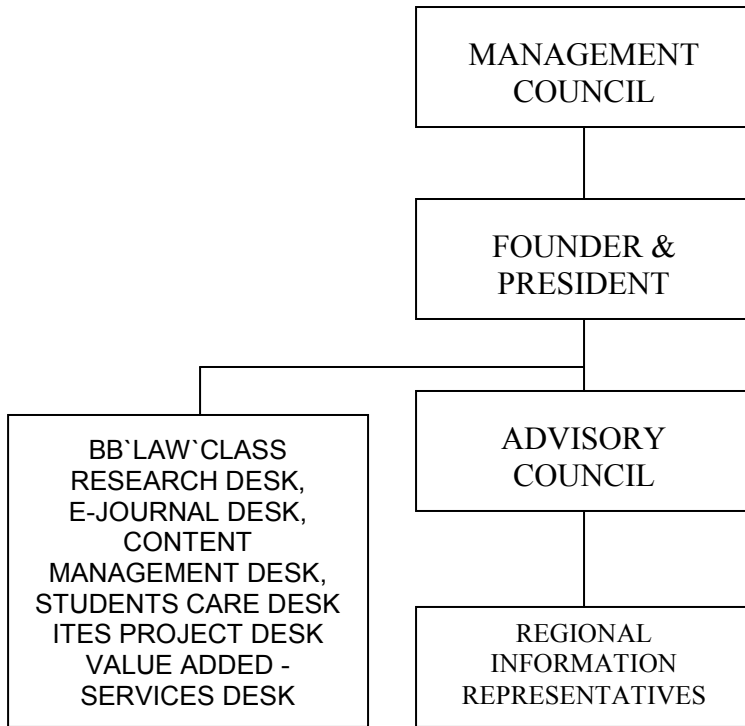 MANAGEMENT
COUNCIL
FOUNDER &
PRESIDENT
ADVISORY
COUNCIL
BB`LAW`CLASS
RESEARCH DESK,
E-JOURNAL DESK,
CONTENT
MANAGEMENT DESK,
STUDENTS CARE DESK
ITES PROJECT DESK
VALUE ADDED -
SERVICES DESK
REGIONAL
INFORMATION
REPRESENTATIVES